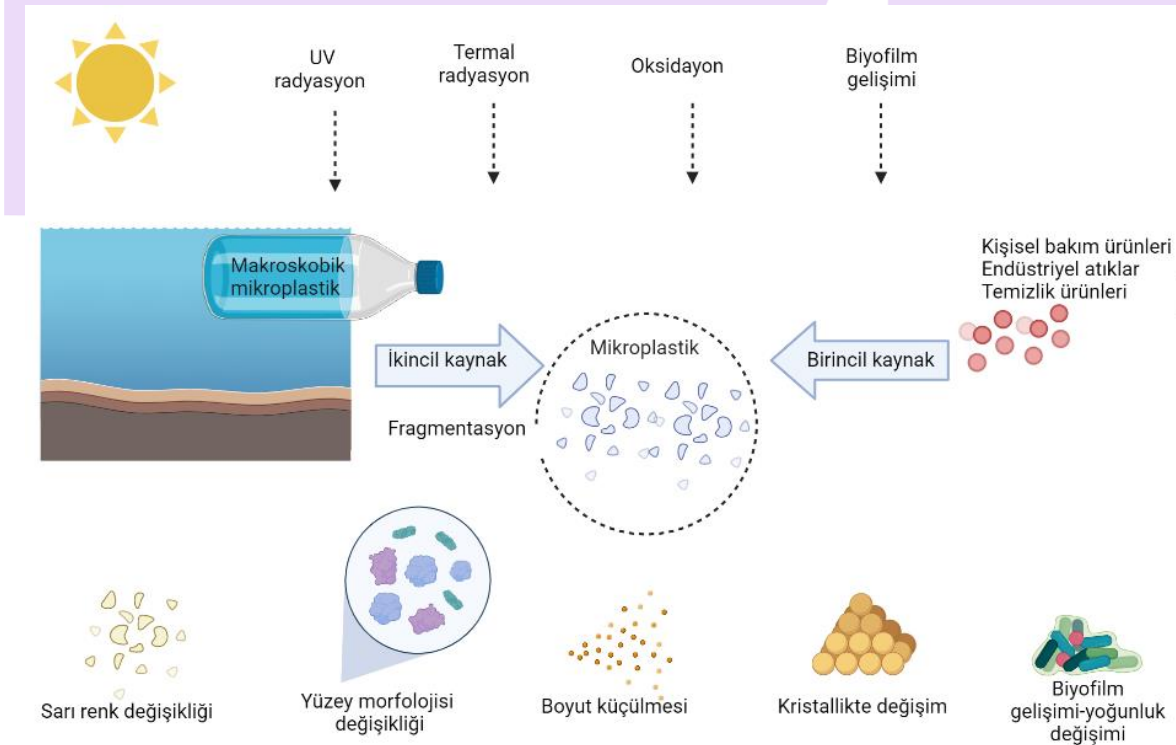 UV
radyasyon
Termal
radyasyon
Oksidayon
Biyofilm
gelişimi
Makroskobik
mikroplastik
Kişisel bakım ürünleri
Endüstriyel atıklar
Temizlik ürünleri
İkincil kaynak
Mikroplastik
Birincil kaynak
Fragmentasyon
Sarı renk değişikliği
Yüzey morfolojisi
değişikliği
Boyut küçülmesi
Kristallikte değişim
Biyofilm
gelişimi-yoğunluk
değişimi